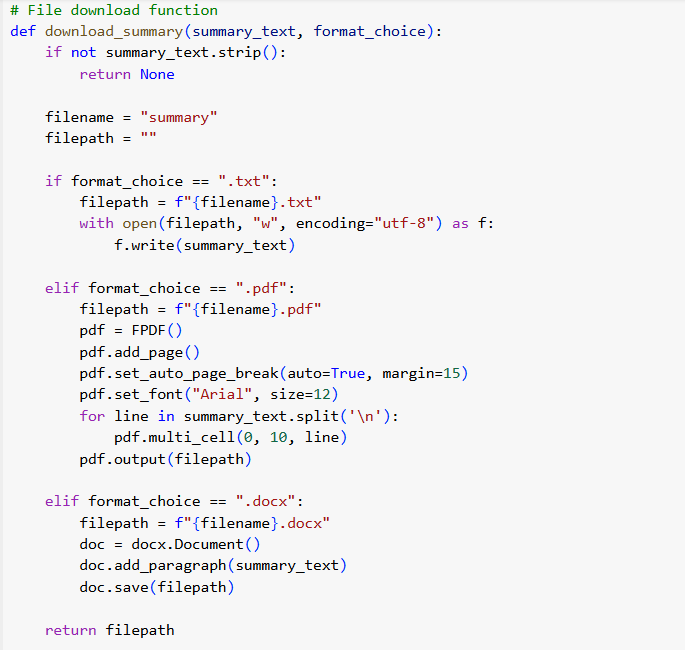 # File download function
def download_summary(summary_text, format_choice):
    if not summary_text.strip():
        return None

    filename = "summary"
    filepath = ""

    if format_choice == ".txt":
        filepath = f"{filename}.txt"
        with open(filepath, "w", encoding="utf-8") as f:
            f.write(summary_text)

    elif format_choice == ".pdf":
        filepath = f"{filename}.pdf"
        pdf = FPDF()
        pdf.add_page()
        pdf.set_auto_page_break(auto=True, margin=15)
        pdf.set_font("Arial", size=12)
        for line in summary_text.split('\n'):
            pdf.multi_cell(0, 10, line)
        pdf.output(filepath)

    elif format_choice == ".docx":
        filepath = f"{filename}.docx"
        doc = docx.Document()
        doc.add_paragraph(summary_text)
        doc.save(filepath)

    return filepath